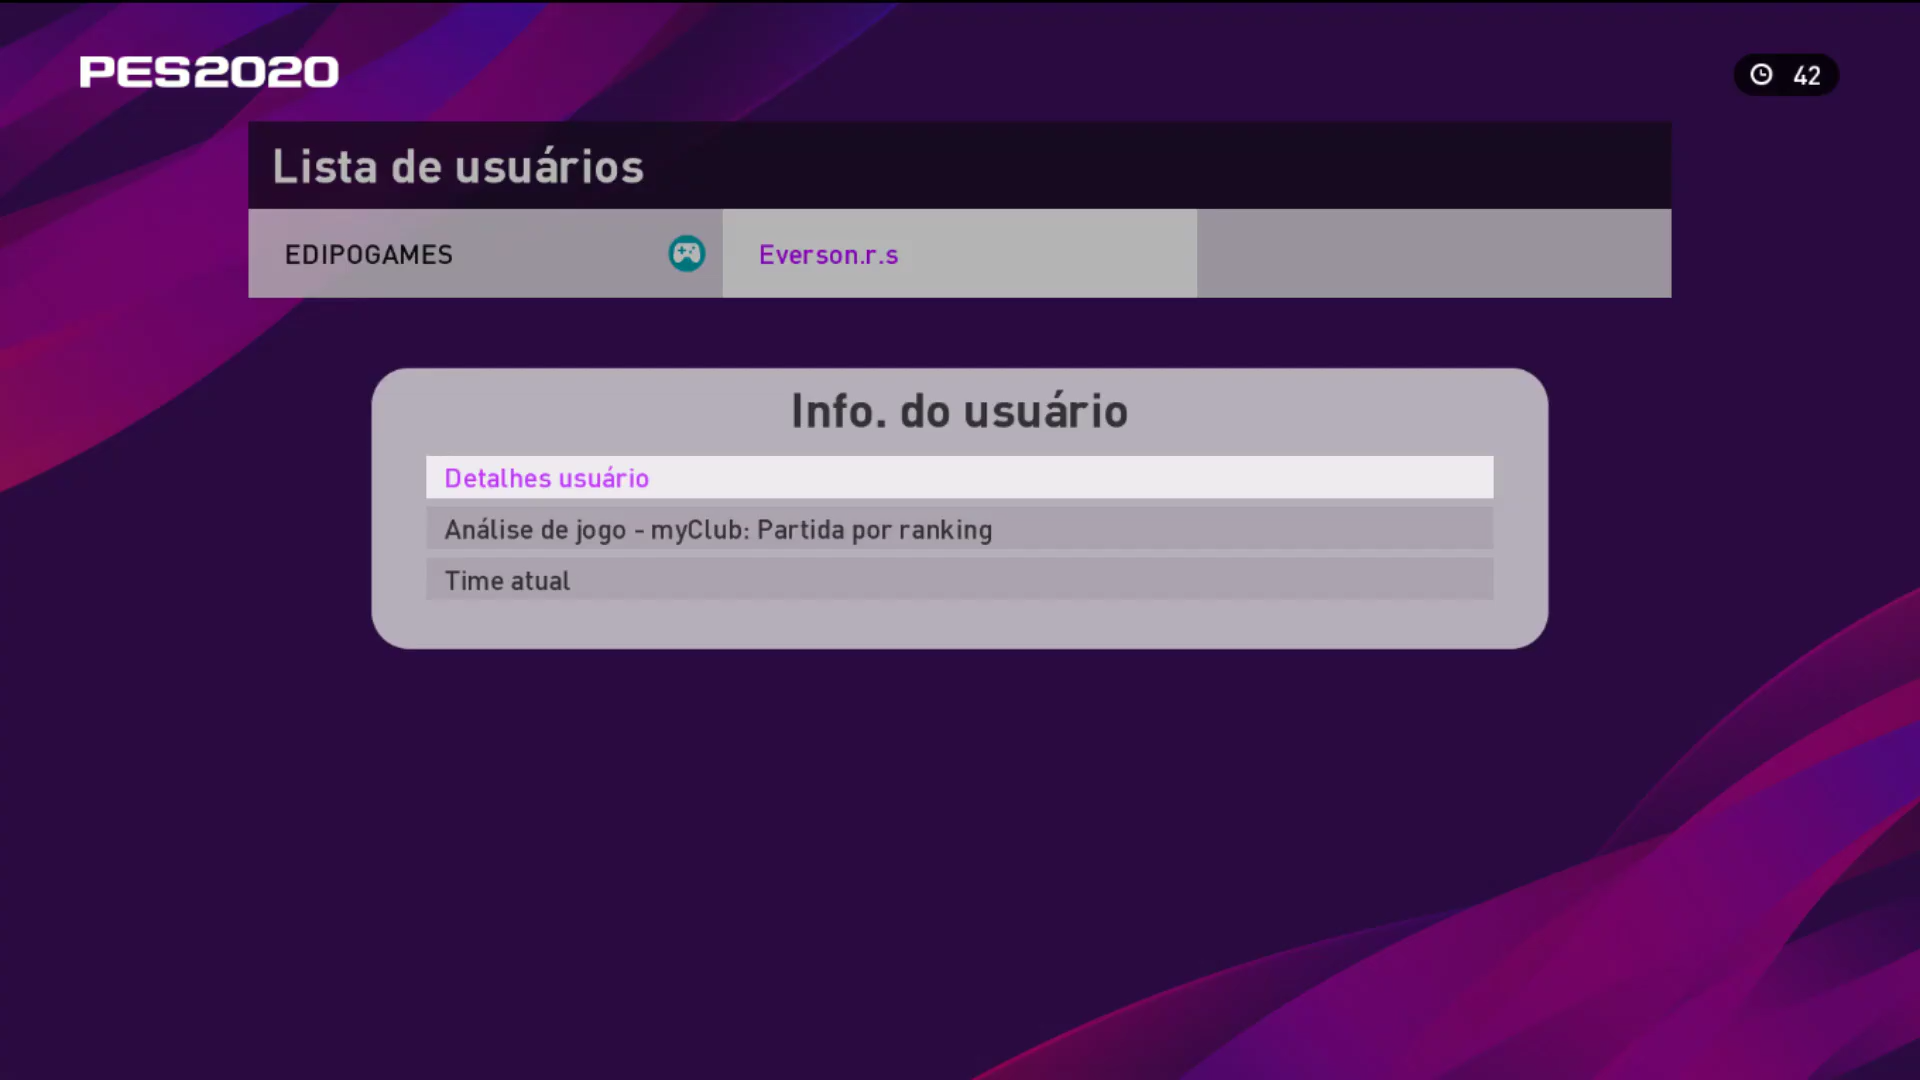 PES2020
42
Lista de usuários
EDIPOGAMES
Everson.r.s
Info. do usuário
Detalhes usuário
Análise de jogo - myClub: Partida por ranking
Time atual